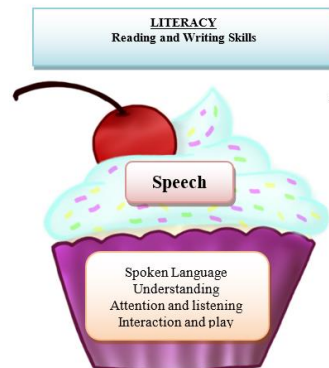 LITERACY
Reading and Writing Skills
Speech
Spoken Language
Understanding
Attention and listening
Interaction and play